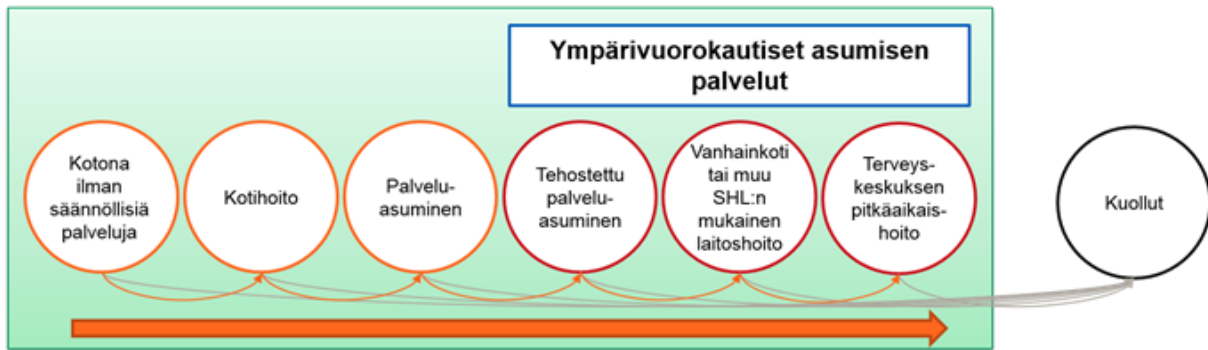 Ympärivuorokautiset asumisen
palvelut
Kotona
ilman
säännöllisiä
palveluja
Kotihoito
Palvelu-
asuminen
Tehostettu
palvelu-
asuminen
Vanhainkoti
tai muu
SHL:n
mukainen
laitoshoito
Terveys-
keskuksen
pitkäaikais-
hoito
Kuollut